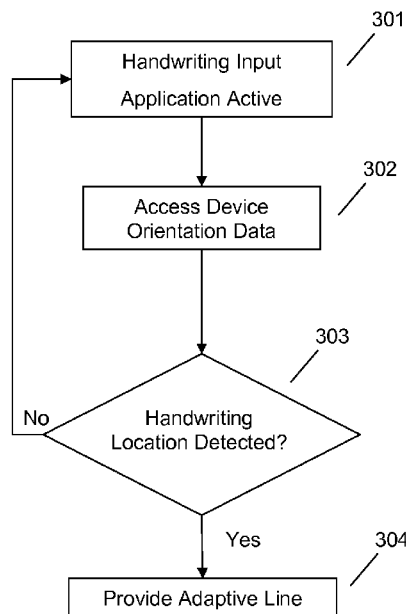 301
Handwriting Input
Application Active
302
Access Device
Orientation Data
303
Handwriting
Location Detected?
No
Yes
304
Provide Adaptive Line